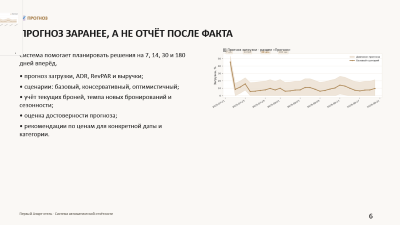 ПРОГНОЗ
ПРОГНОЗ ЗАРАНЕЕ, А НЕ ОТЧЁТ ПОСЛЕ ФАКТА
Система помогает планировать решения на 7, 14, 30 и 180
дней вперёд.
• прогноз загрузки, ADR, RevPAR и выручки;
• сценарии: базовый, консервативный, оптимистичный;
• учёт текущих броней, темпа новых бронирований и
сезонности;
• оценка достоверности прогноза;
• рекомендации по ценам для конкретной даты и
категории.
6